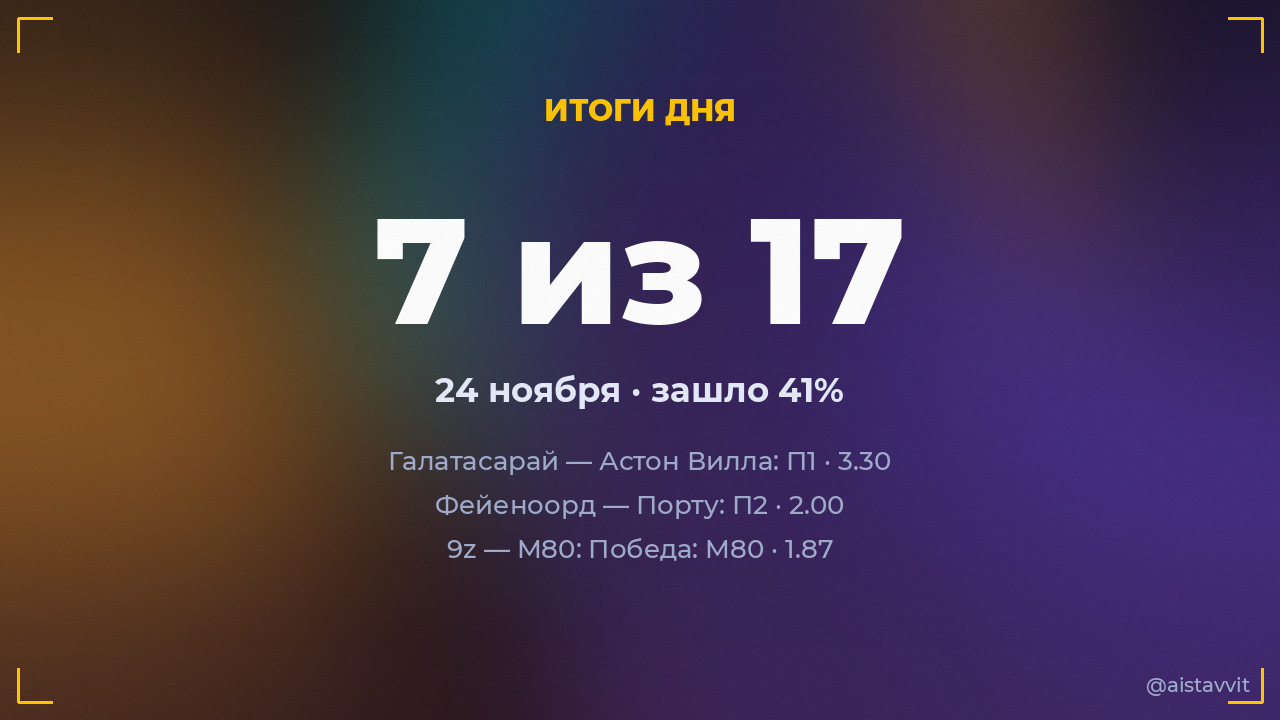 ИТОГИ ДНЯ
7 из 17
24 ноября · зашло 41%
Галатасарай — Астон Вилла: П1 · 3.30
Фейеноорд — Порту: П2 · 2.00
9z — M80: Победа: M80 · 1.87
@aistavvit